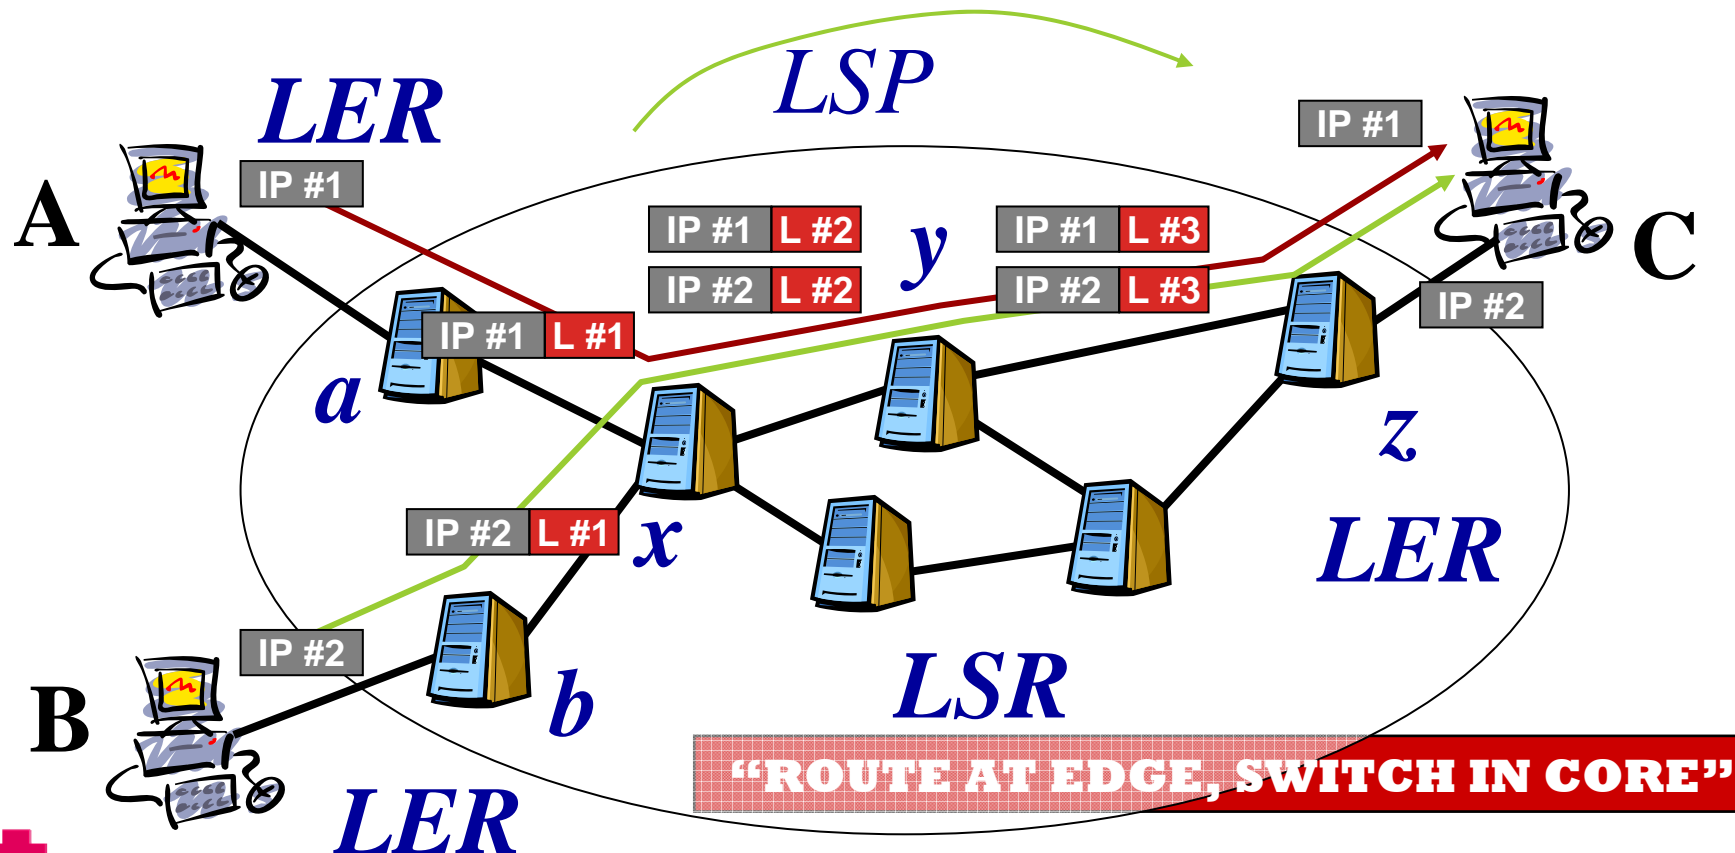 LSP
LER
IP #1
IP #1
A
IP #1 L #2
y
IP #1 L #3
C
IP #2 L #2
IP #2 L #3
IP #2
IP #1 L #1
a
z
IP #2 L #1
x
LER
IP #2
b
LSR
B
“ROUTE AT EDGE, SWITCH IN CORE”
LER